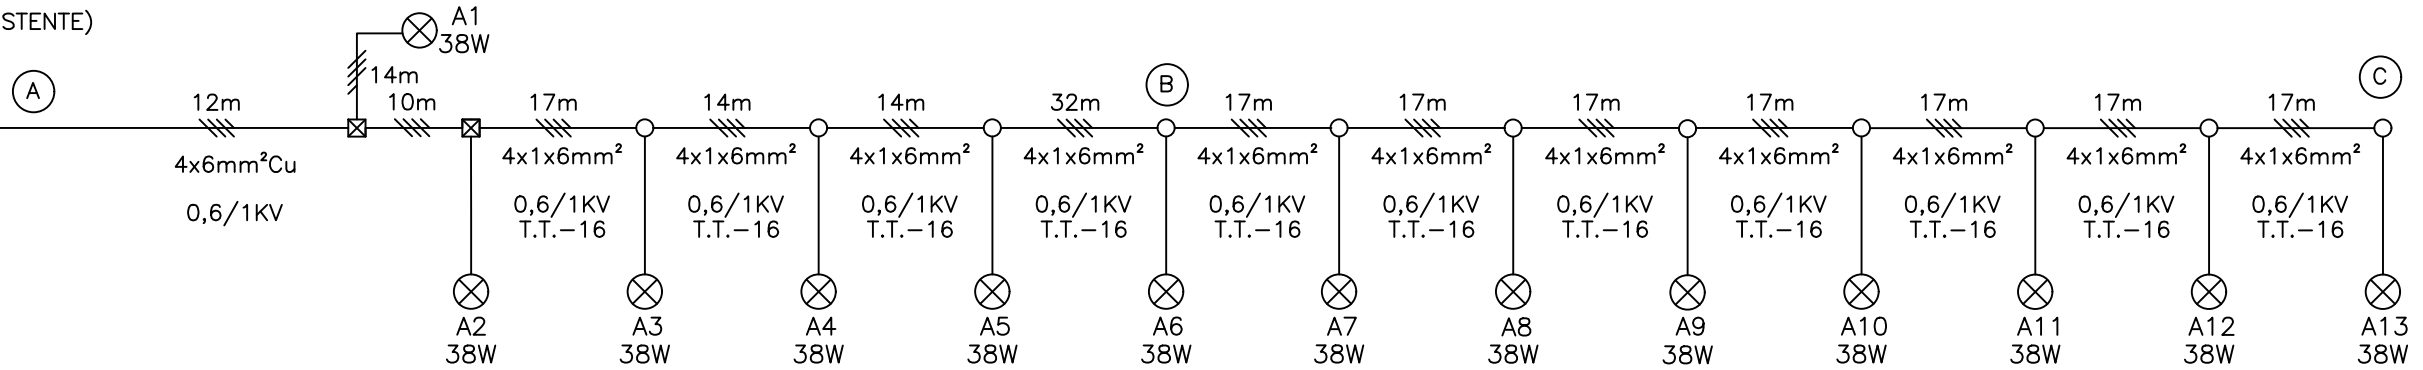 STENTE)
A1
38W
A
B
C
14m
12m
10m
17m
14m
14m
32m
17m
17m
17m
17m
17m
17m
17m
4x6mm²Cu
4x1x6mm²
4x1x6mm²
4x1x6mm²
4x1x6mm²
4x1x6mm²
4x1x6mm²
4x1x6mm²
4x1x6mm²
4x1x6mm²
4x1x6mm²
4x1x6mm²
0,6/1KV
0,6/1KV
0,6/1KV
0,6/1KV
0,6/1KV
0,6/1KV
0,6/1KV
0,6/1KV
0,6/1KV
0,6/1KV
0,6/1KV
0,6/1KV
T.T.-16
T.T.-16
T.T.-16
T.T.-16
T.T.-16
T.T.-16
T.T.-16
T.T.-16
T.T.-16
T.T.-16
T.T.-16
A2
A3
A4
A5
A6
A7
A8
A9
A10
A11
A12
A13
38W
38W
38W
38W
38W
38W
38W
38W
38W
38W
38W
38W